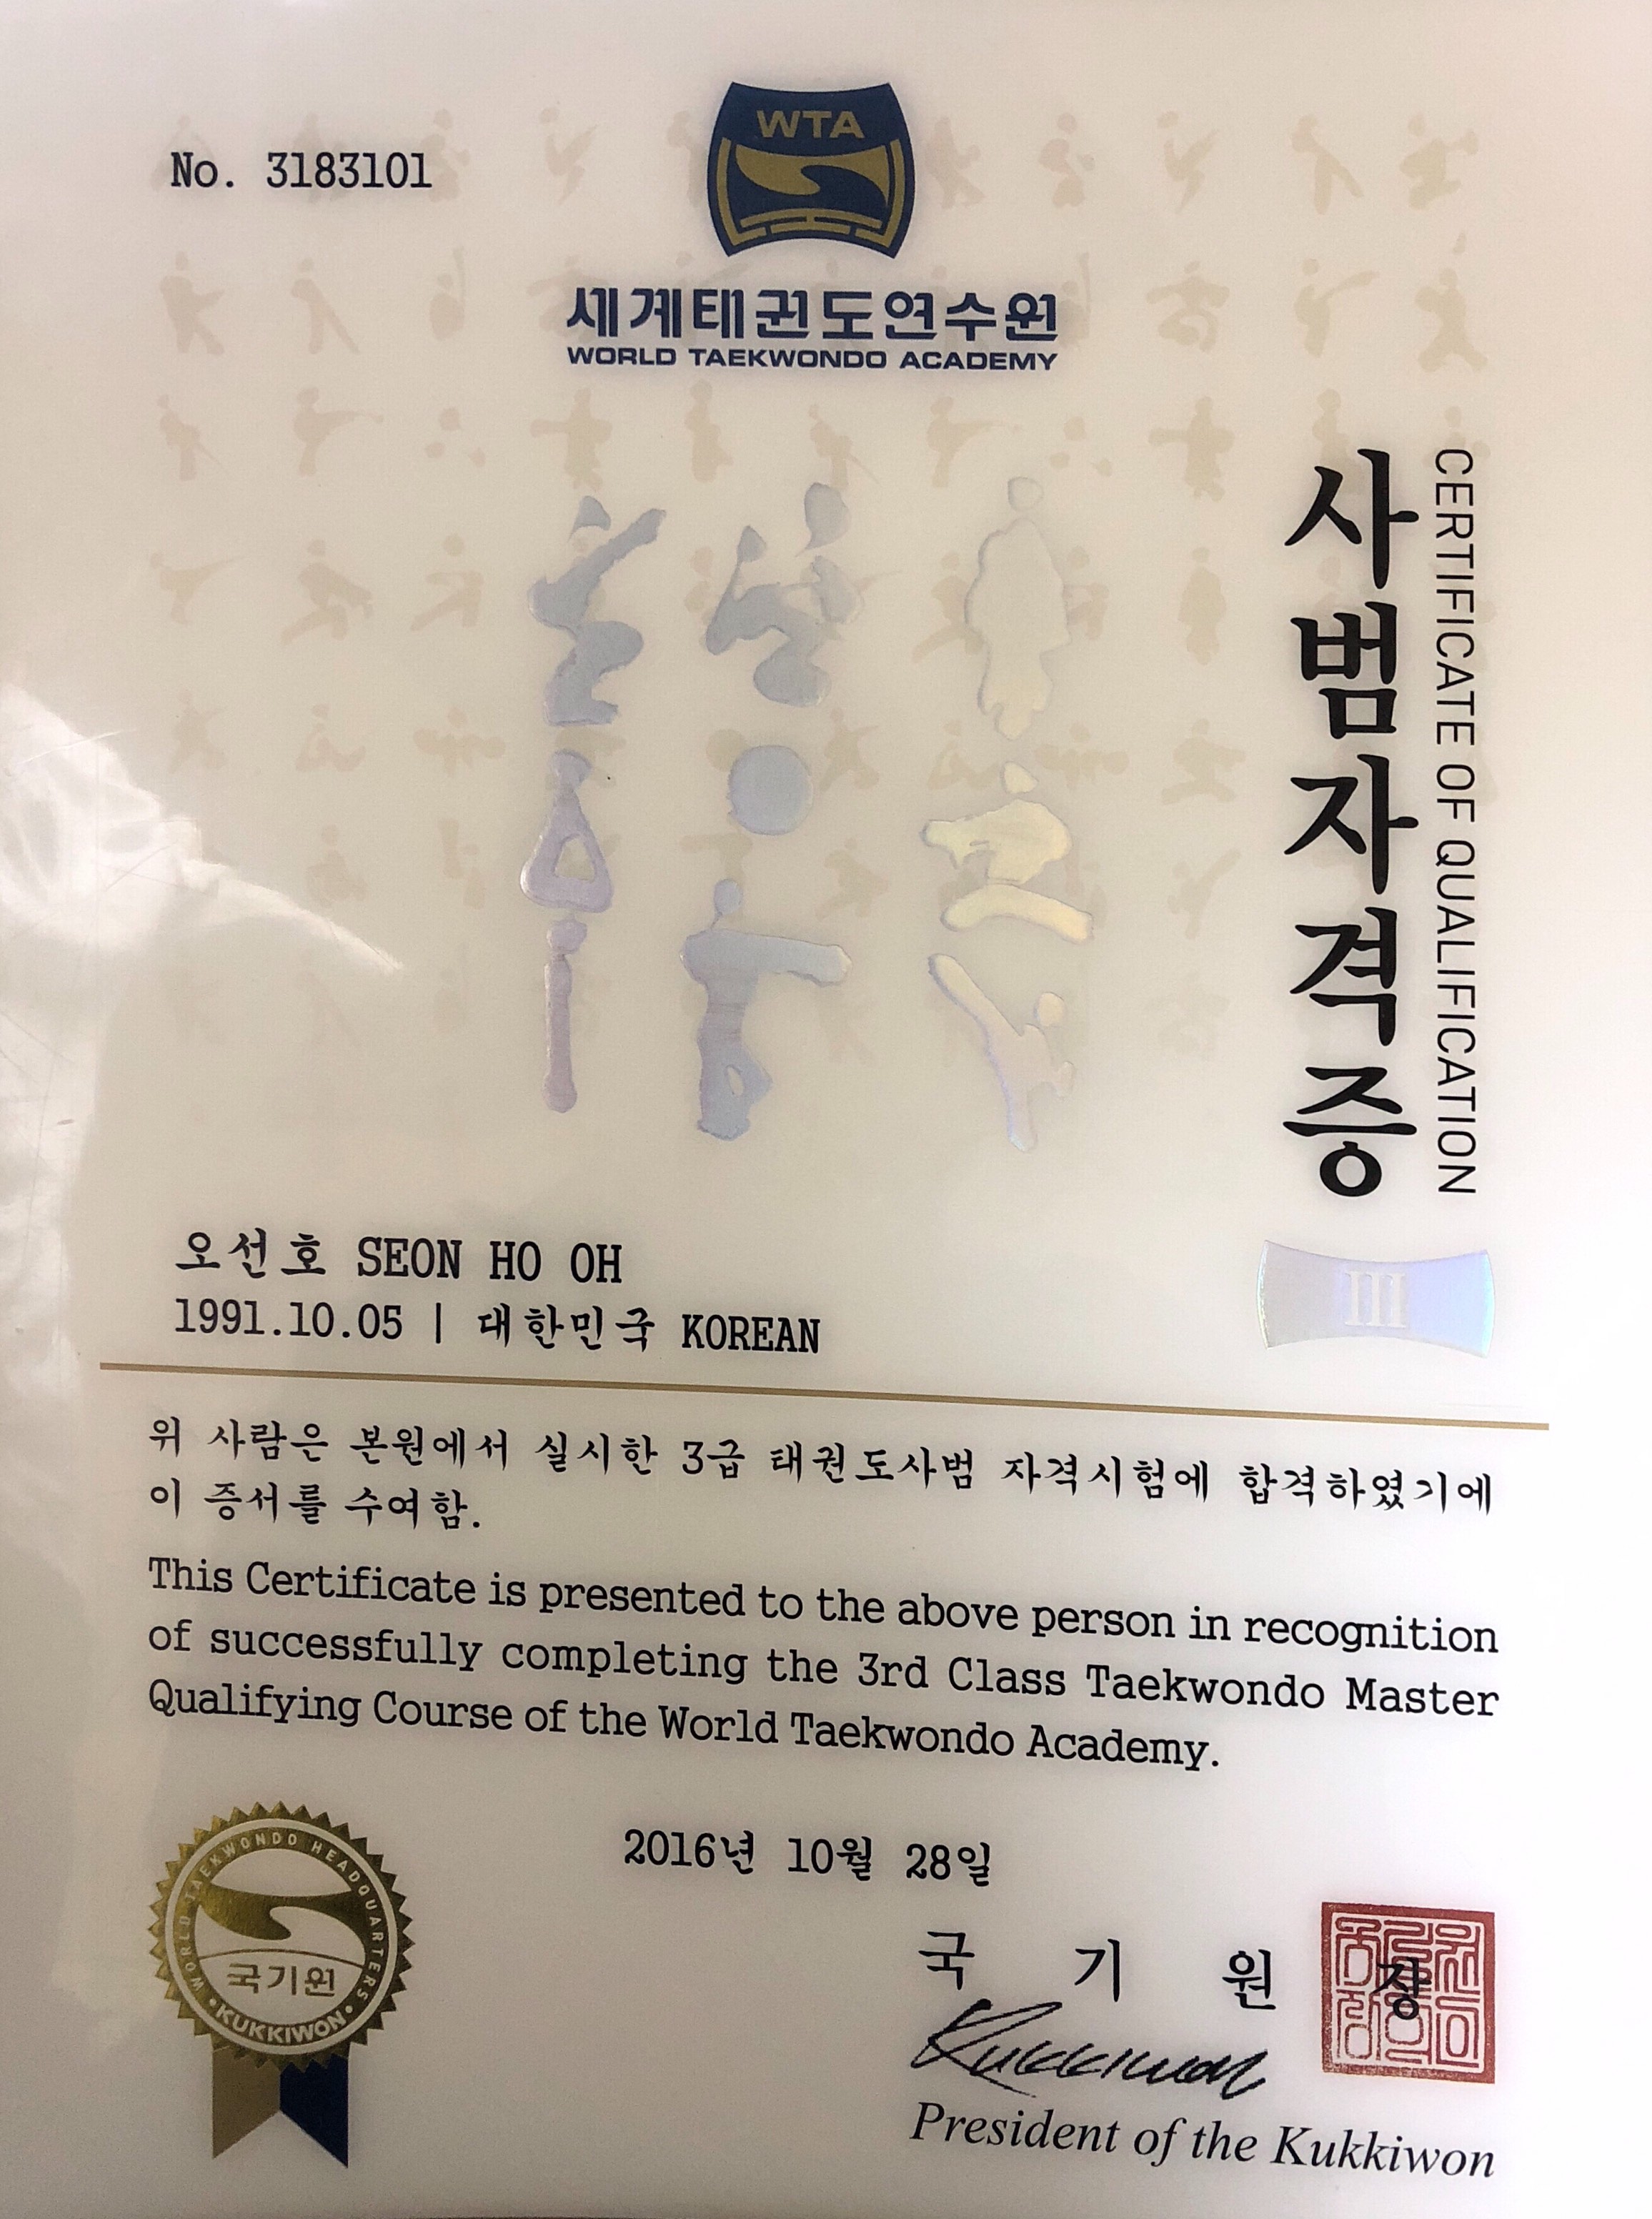 No. 3183101
WTA
세계태권도연수원
WORLD TAEKWONDO ACADEMY
사범자격증
CERTIFICATE OF QUALIFICATION
III
오선호 SEON HO OH
1991.10.05 | 대한민국 KOREAN
위 사람은 본원에서 실시한 3급 태권도사범 자격시험에 합격하였기에
이 증서를 수여함.
This Certificate is presented to the above person in recognition
of successfully completing the 3rd Class Taekwondo Master
Qualifying Course of the World Taekwondo Academy.
2016년 10월 28일
WORLD TAEKWONDO HEADQUARTERS
국기원
KUKKIWON
국 기 원 장
Kukkiwon
President of the Kukkiwon